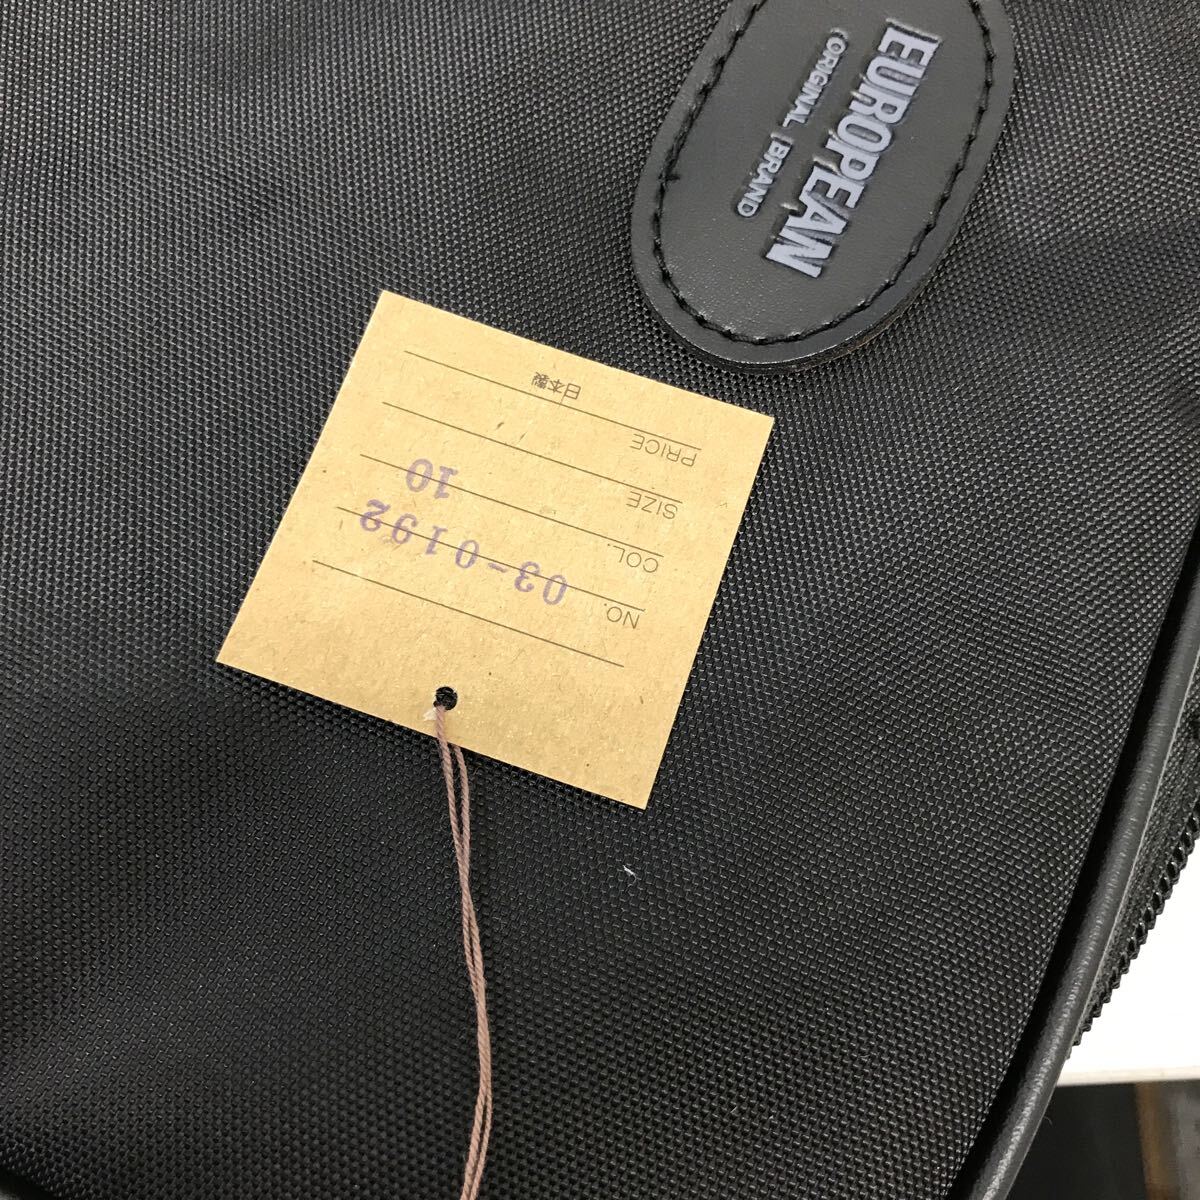 EUROPEAN
(ORIGINAL BRAND
NO. 03-0192
COL. 10
SIZE
PRICE
日本製